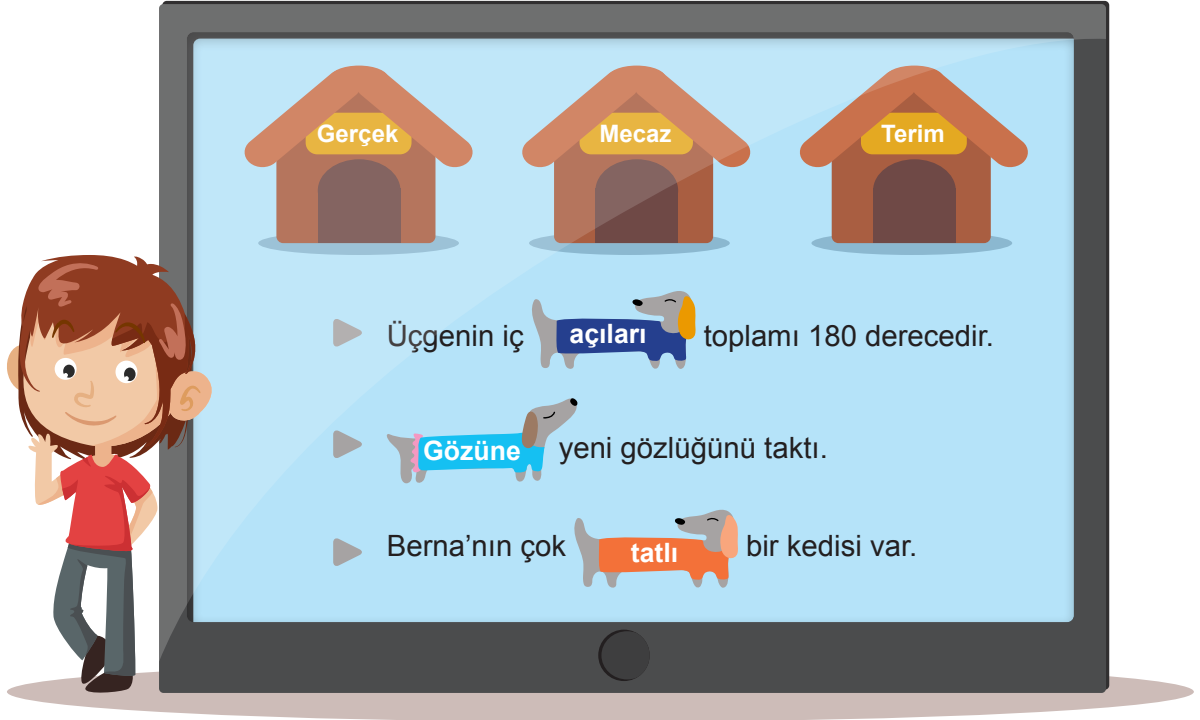 Gerçek Mecaz Terim
Üçgenin iç açıları toplamı 180 derecedir.
Gözüne yeni gözlüğünü taktı.
Berna’nın çok tatlı bir kedisi var.